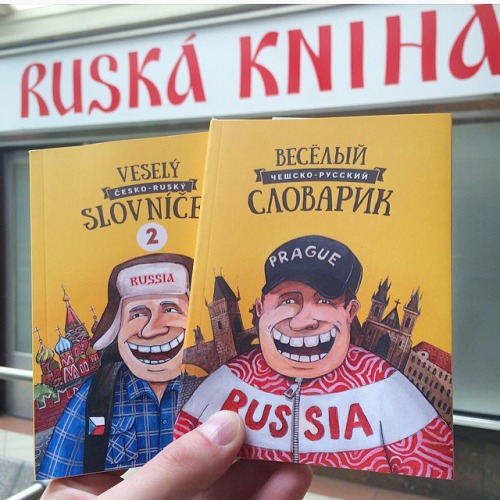 RUSKÁ KNIHA
VESELÝ
ČESKO-RUSKÝ
SLOVNÍČE
2
RUSSIA
ВЕСЁЛЫЙ
ЧЕШСКО-РУССКИЙ
СЛОВАРИК
PRAGUE
RUSSIA